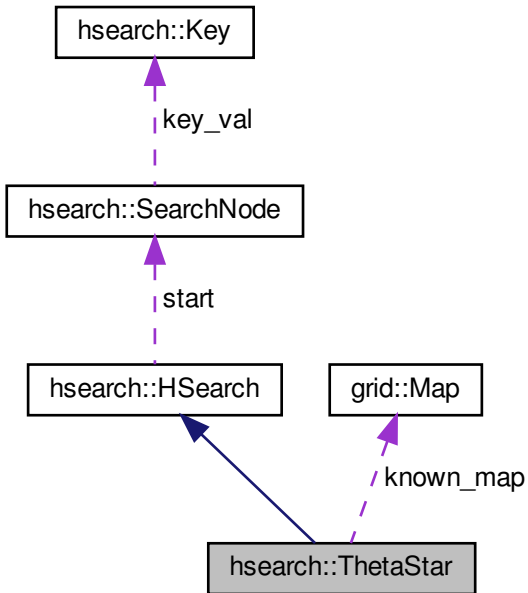 hsearch::Key
key_val
hsearch::SearchNode
start
hsearch::HSearch
grid::Map
known_map
hsearch::ThetaStar